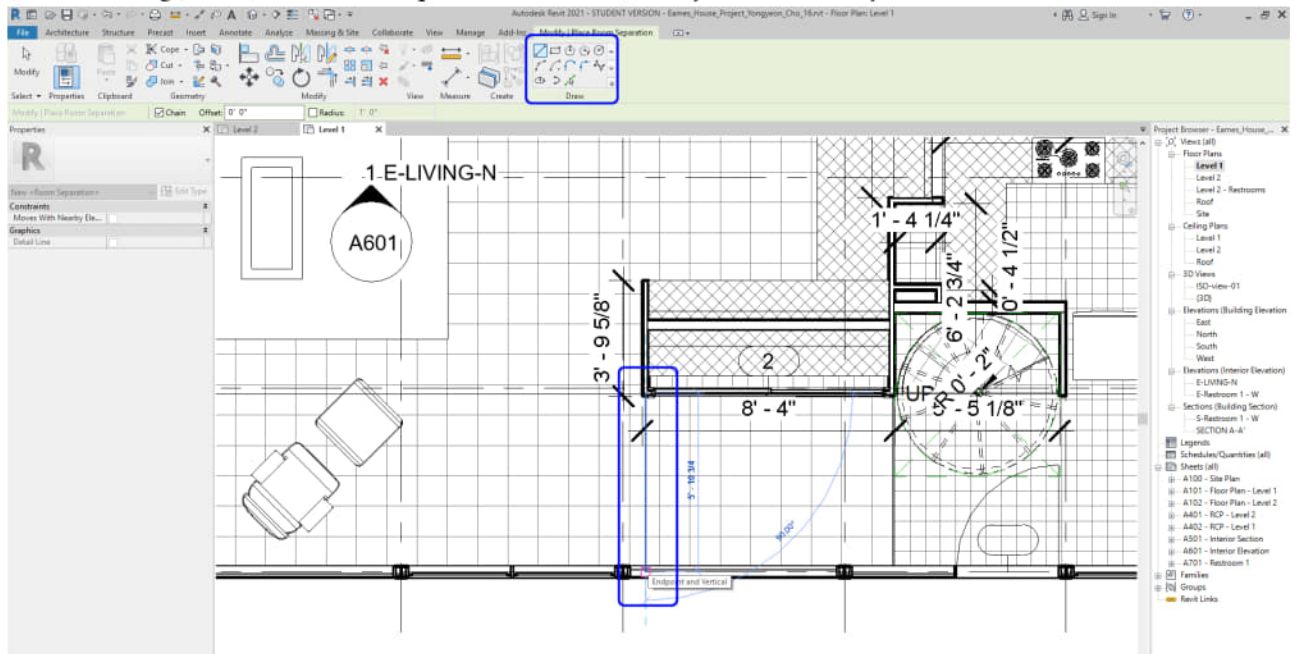 Autodesk Revit 2021 - STUDENT VERSION - Eames_House_Project_Yongyeon_Cho_16.rvt - Floor Plan: Level 1
Sign In
File Architecture Structure Precast Insert Annotate Analyze Massing & Site Collaborate View Manage Add-Ins Modify | Place Room Separation
Modify
Paste
Cope
Cut
Join
Select Properties Clipboard Geometry Modify View Measure Create Draw
Modify | Place Room Separation Chain Offset: 0' 0" Radius: 1' 0"
Properties
Level 2
Level 1
New <Room Separation>
Edit Type
Constraints
Moves With Nearby Ele...
Graphics
Detail Line
1 E-LIVING-N
A601
1' - 4 1/4"
0' - 4 1/2"
6' - 2 3/4"
3' - 9 5/8"
2
R 0' - 2"
UP
8' - 4"
5' - 5 1/8"
5' - 10 3/4
90.00°
Endpoint and Vertical
Project Browser - Eames_House_...
Views (all)
Floor Plans
Level 1
Level 2
Level 2 - Restrooms
Roof
Site
Ceiling Plans
Level 1
Level 2
Roof
3D Views
ISO-view-01
{3D}
Elevations (Building Elevation
East
North
South
West
Elevations (Interior Elevation)
E-LIVING-N
E-Restroom 1 - W
Sections (Building Section)
S-Restroom 1 - W
SECTION A-A'
Legends
Schedules/Quantities (all)
Sheets (all)
A100 - Site Plan
A101 - Floor Plan - Level 1
A102 - Floor Plan - Level 2
A401 - RCP - Level 2
A402 - RCP - Level 1
A501 - Interior Section
A601 - Interior Elevation
A701 - Restroom 1
Families
Groups
Revit Links